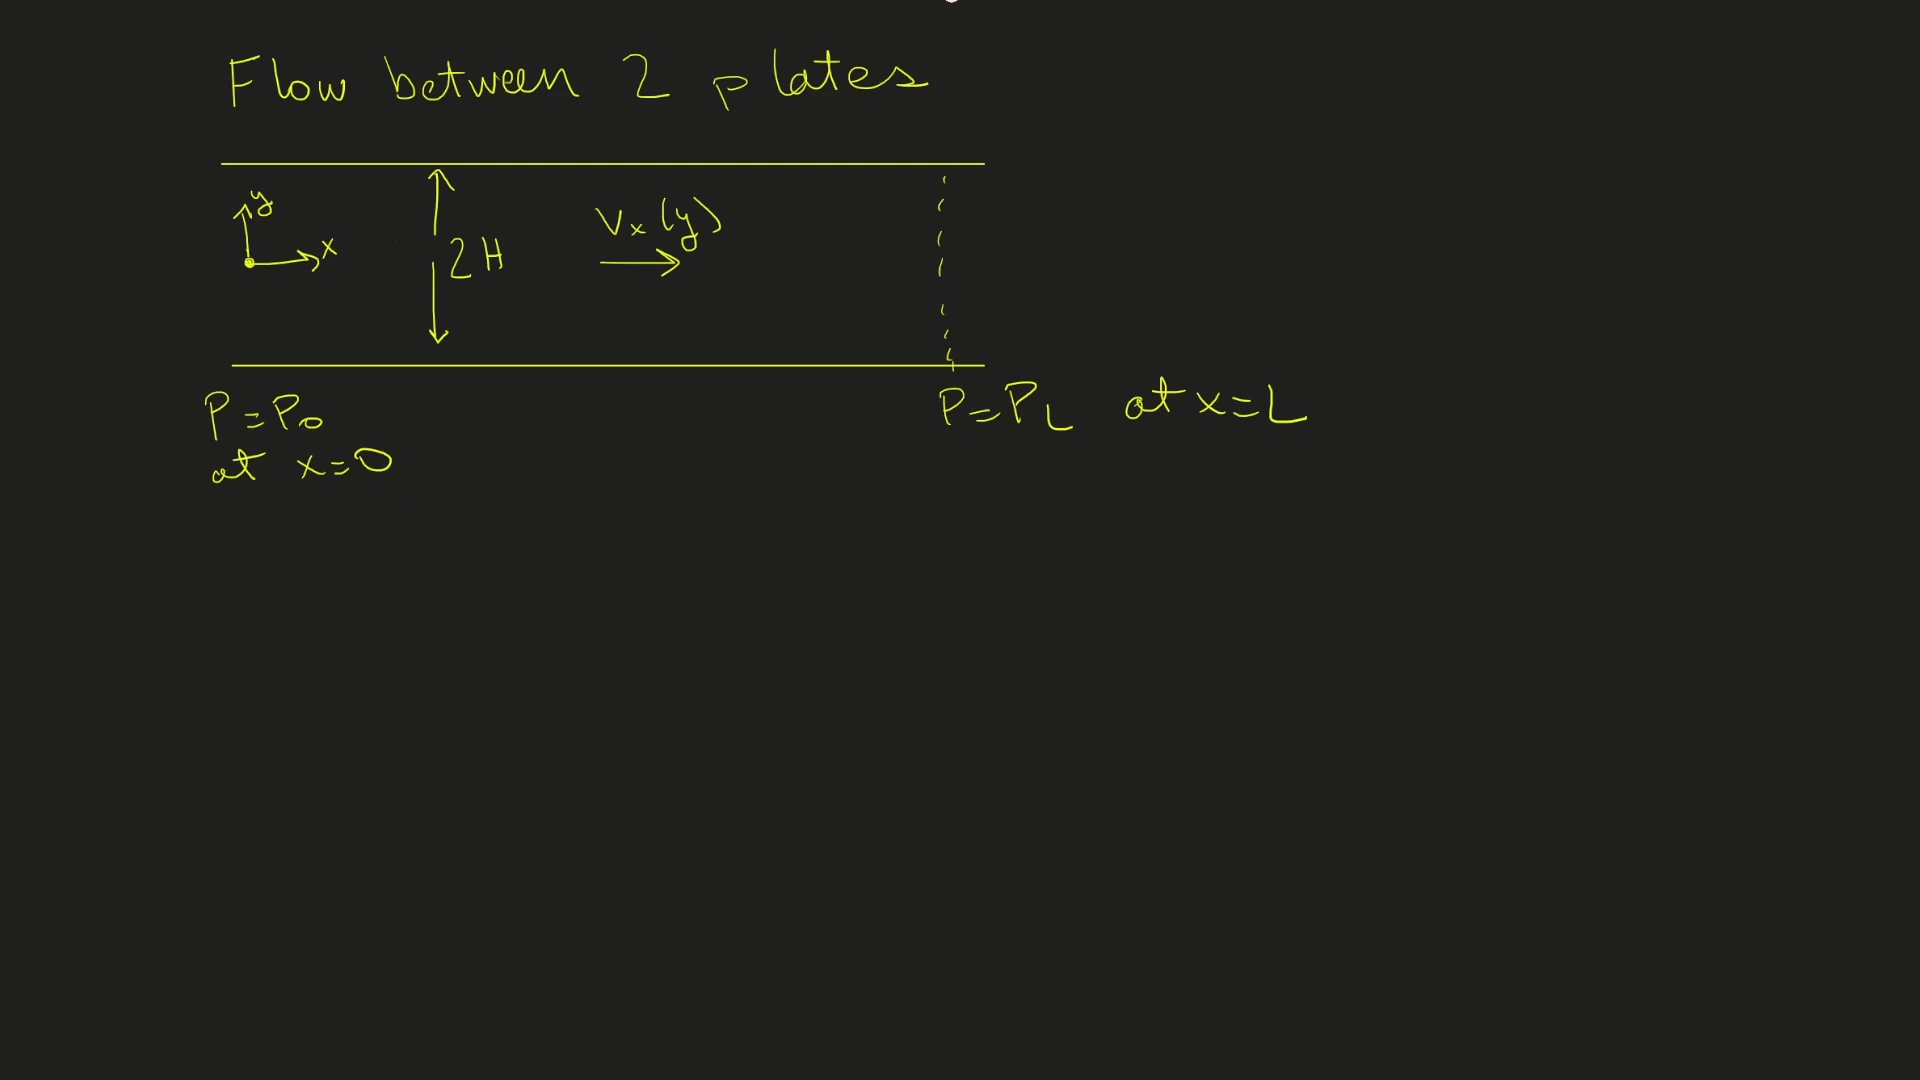 Flow between 2 plates
y
x
2H
Vx(y)
P=P0
at x=0
P=PL at x=L